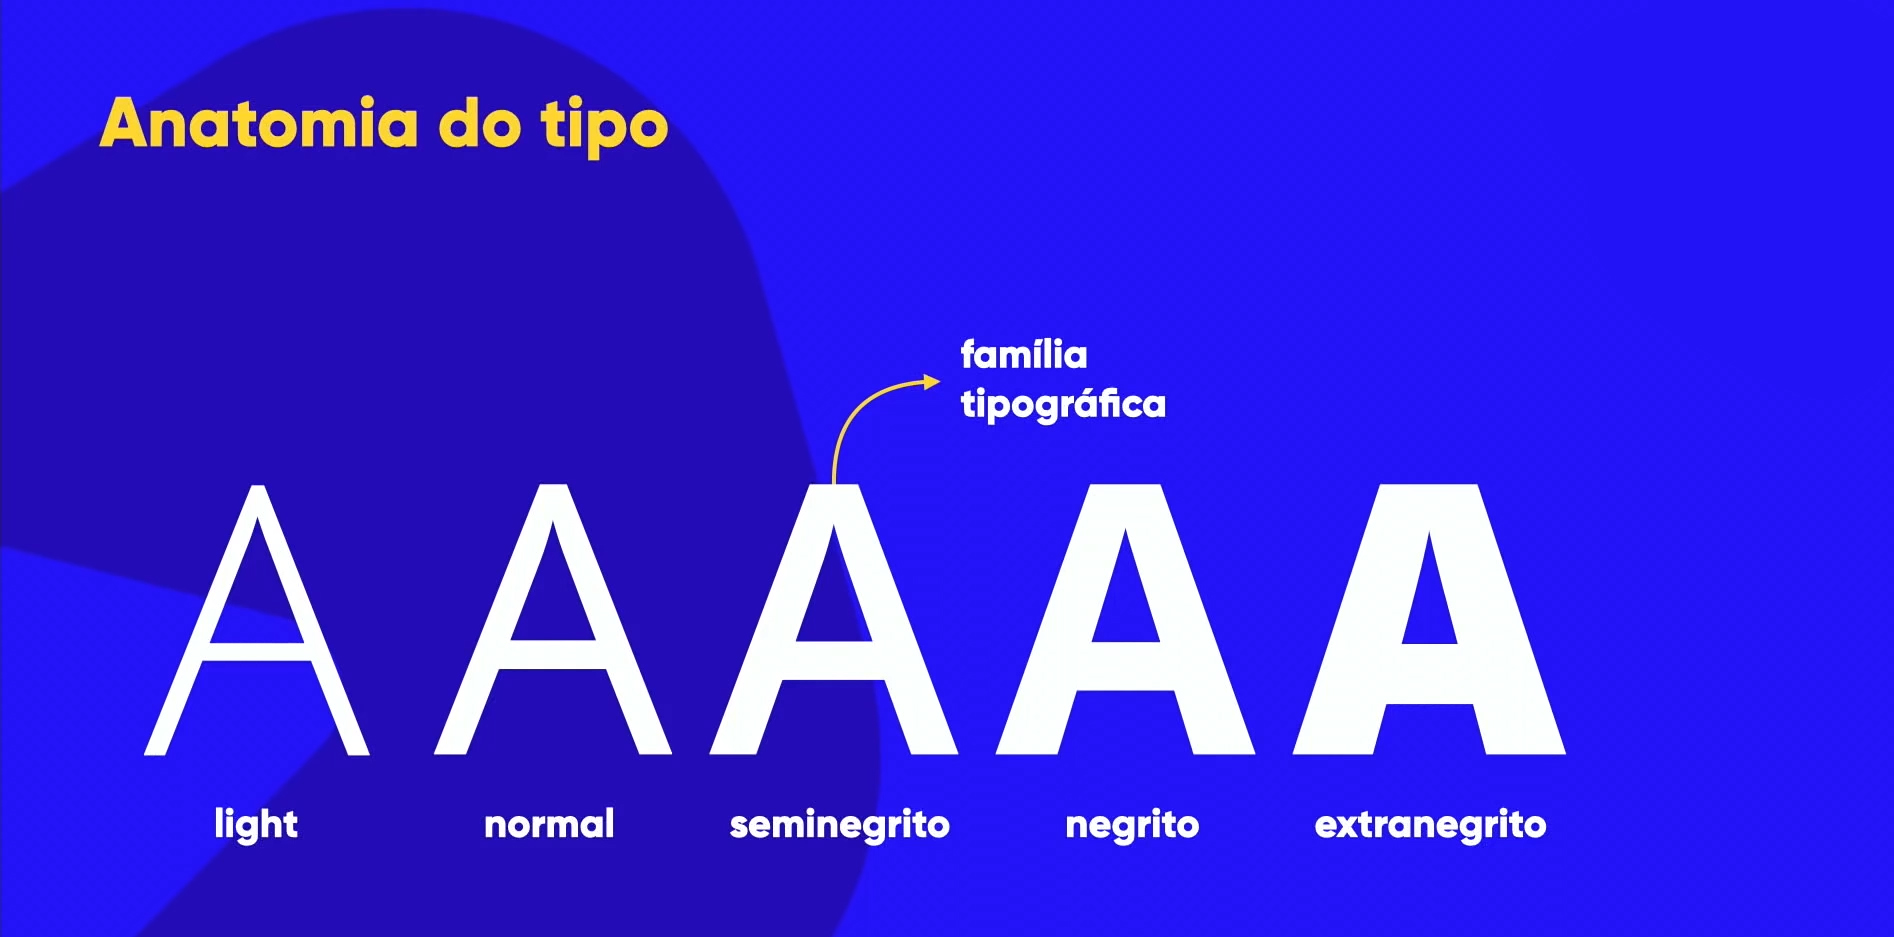 Anatomia do tipo
família
tipográfica
A A A A A
light normal seminegrito negrito extranegrito